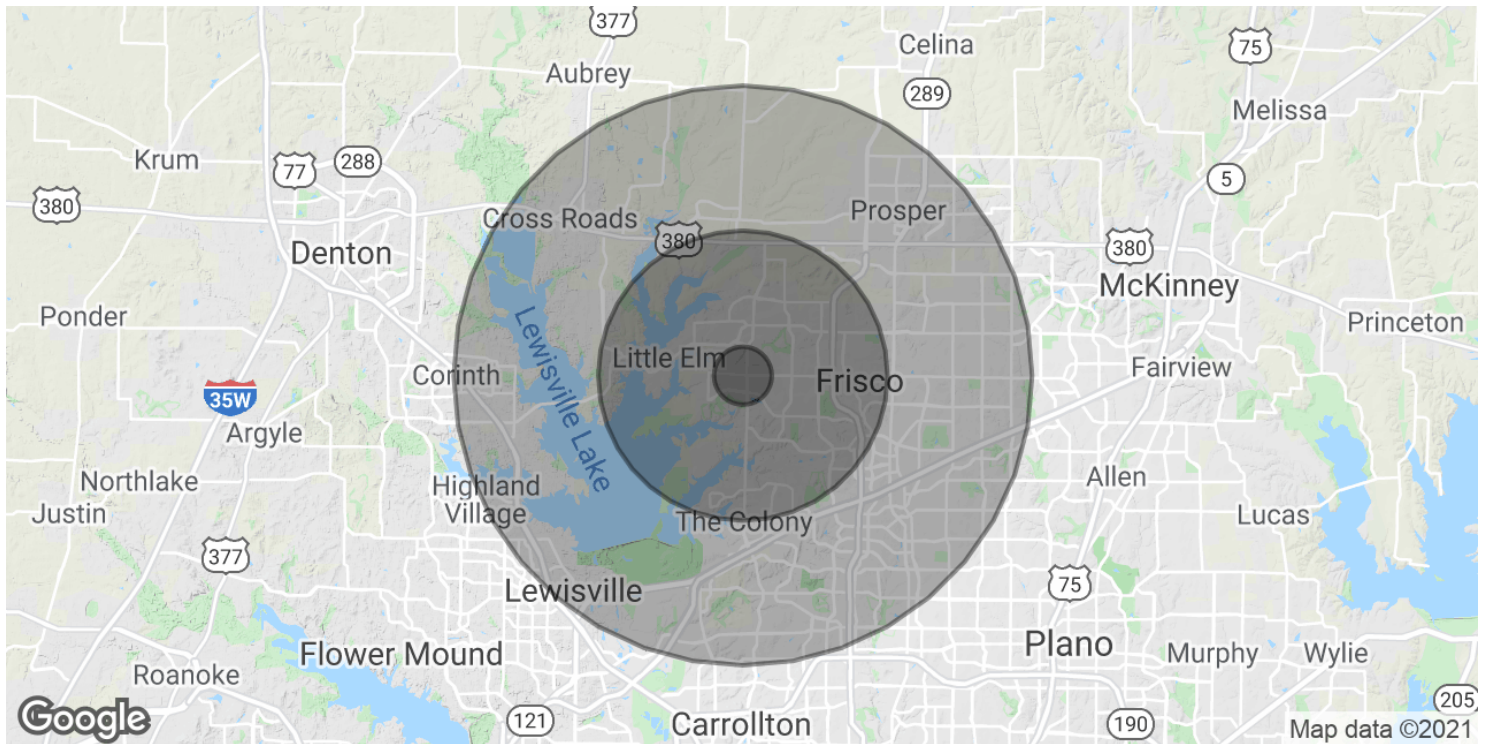 377
Celina
75
Aubrey
289
Melissa
Krum
288
77
5
380
Cross Roads
Prosper
380
380
Denton
McKinney
Ponder
Princeton
Lewisville Lake
Little Elm
Fairview
Corinth
Frisco
35W
Argyle
Allen
Northlake
Highland
Village
Justin
Lucas
The Colony
377
75
Lewisville
Plano
Flower Mound
Murphy
Wylie
Roanoke
205
Google
121
Carrollton
190
Map data ©2021